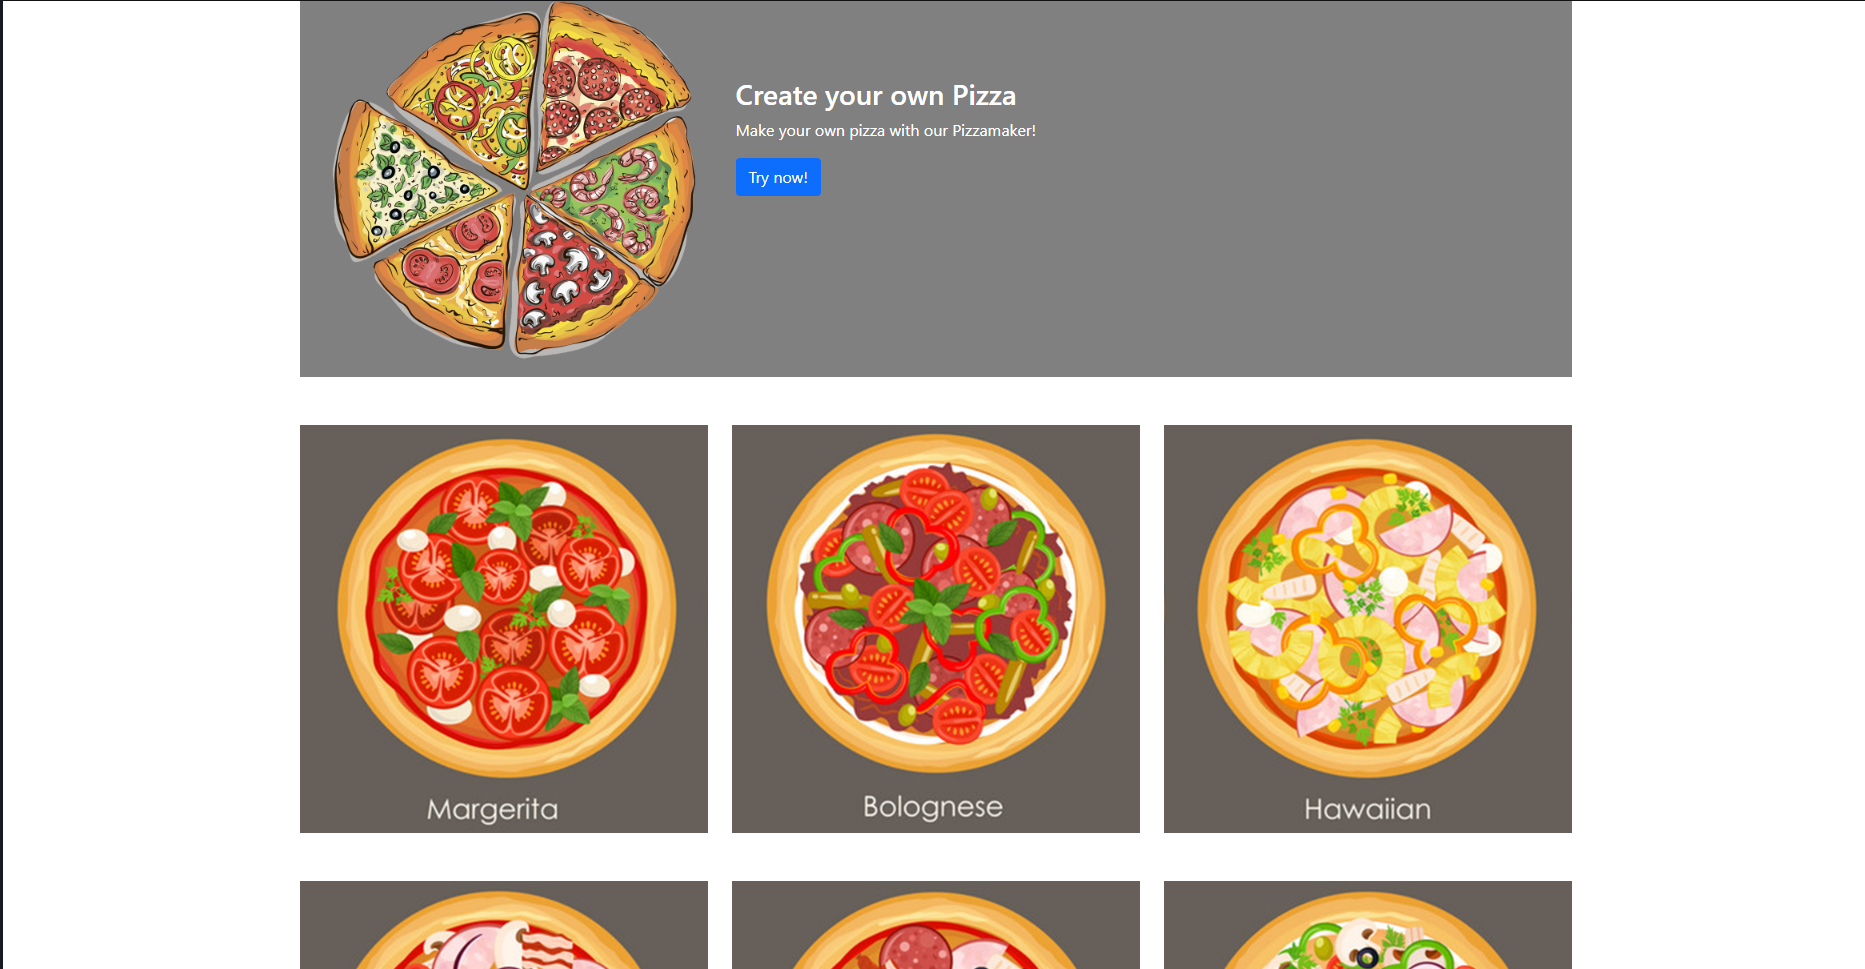 Create your own Pizza
Make your own pizza with our Pizzamaker!
Try now!
Margerita
Bolognese
Hawaiian